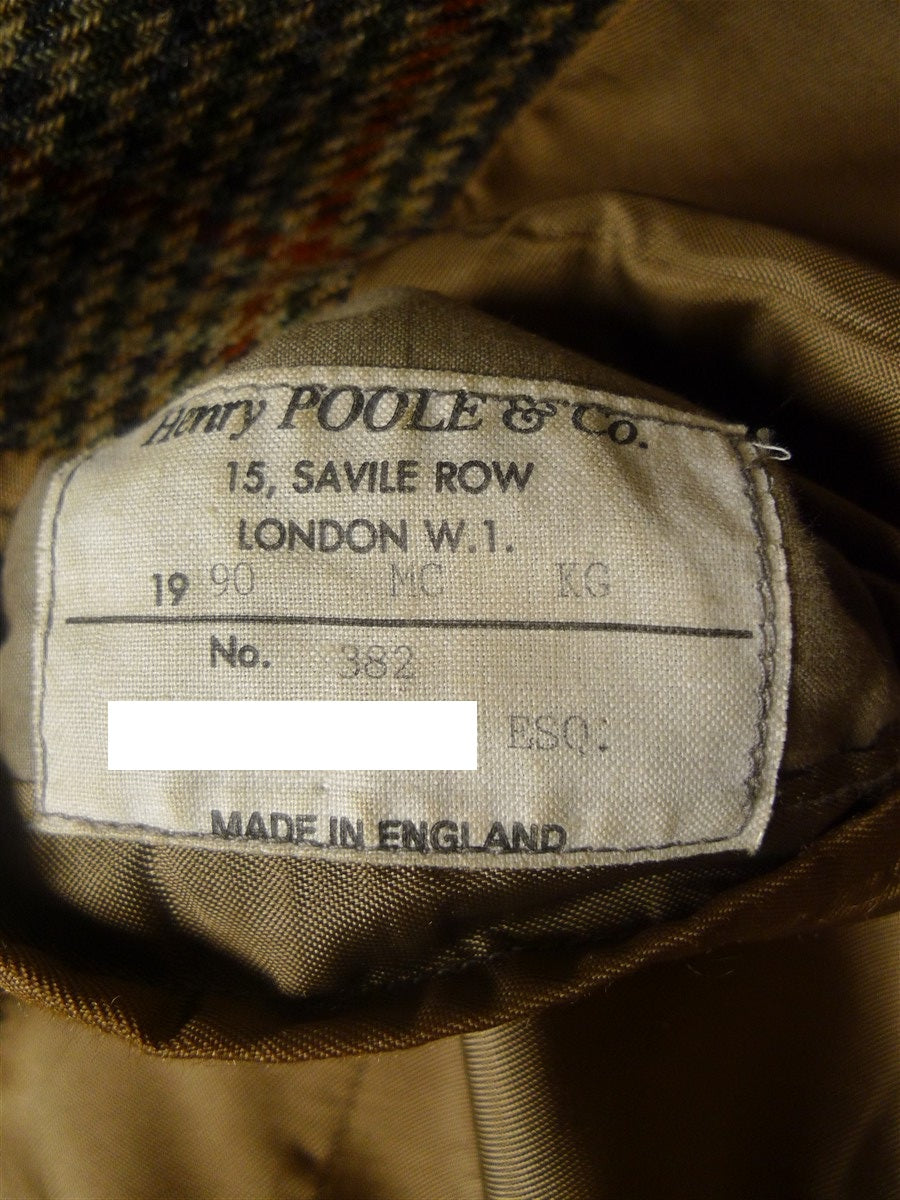 Henry POOLE & Co.
15, SAVILE ROW
LONDON W.1.
19 90 MC KG
No. 382
ESQ:
MADE IN ENGLAND